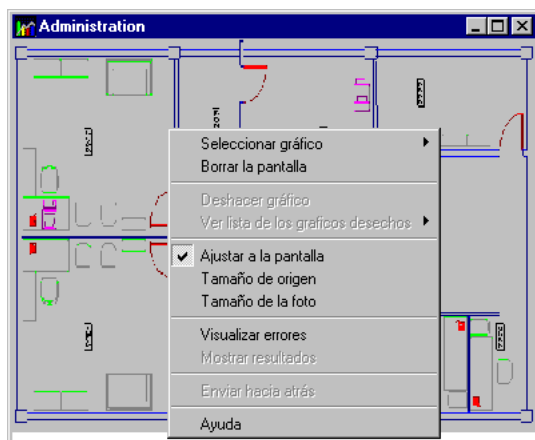 Administration
Seleccionar gráfico
Borrar la pantalla
Deshacer gráfico
Ver lista de los graficos desechos
Ajustar a la pantalla
Tamaño de origen
Tamaño de la foto
Visualizar errores
Mostrar resultados
Enviar hacia atrás
Ayuda